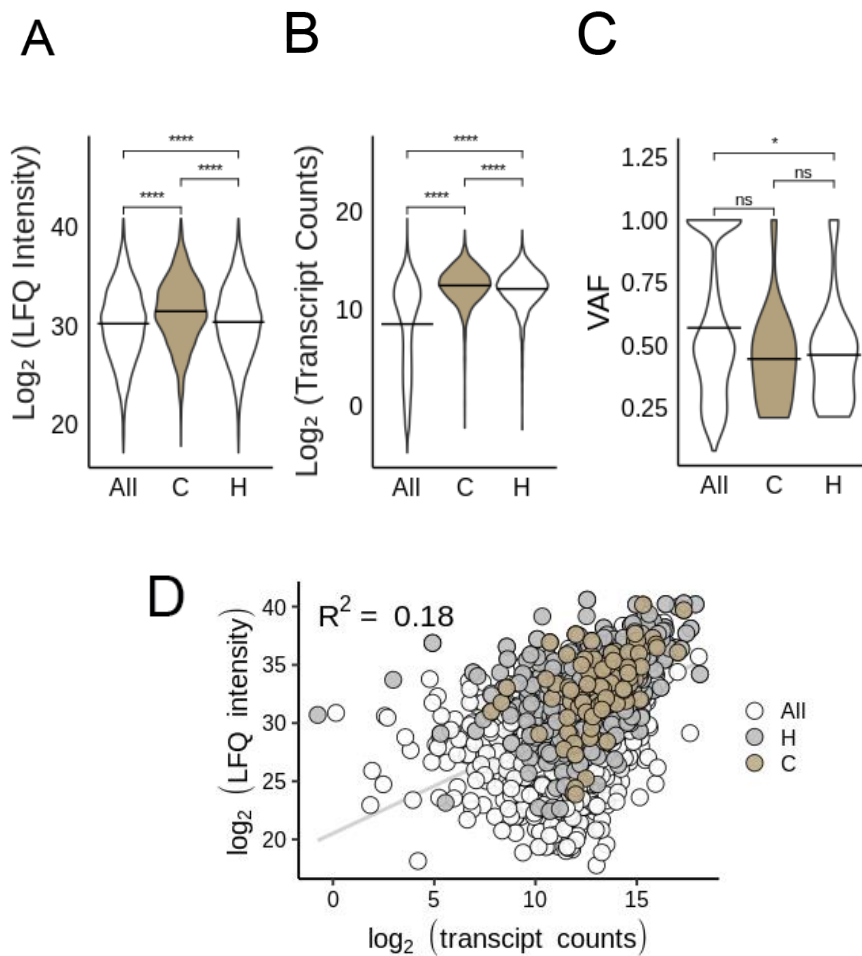 A
B
C
Log₂ (LFQ Intensity)
40
30
20
****
****
****
All
C
H
Log₂ (Transcript Counts)
20
10
0
****
****
****
All
C
H
VAF
1.25
1.00
0.75
0.50
0.25
*
ns
ns
All
C
H
D
log₂ (LFQ intensity)
40
35
30
25
20
R² = 0.18
0
5
10
15
log₂ (transcipt counts)
All
H
C